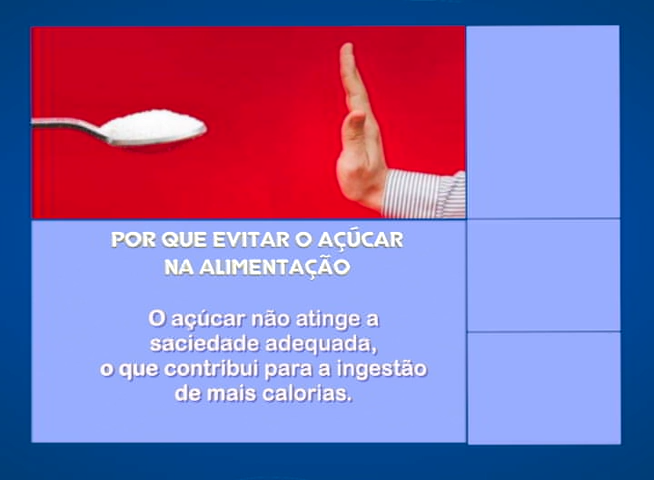 POR QUE EVITAR O AÇÚCAR
NA ALIMENTAÇÃO
O açúcar não atinge a
saciedade adequada,
o que contribui para a ingestão
de mais calorias.